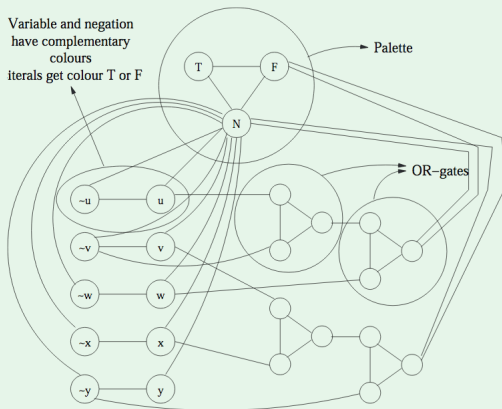 Variable and negation
have complementary
colours
iterals get colour T or F
Palette
T
F
N
OR-gates
~u
u
~v
v
~w
w
~x
x
~y
y